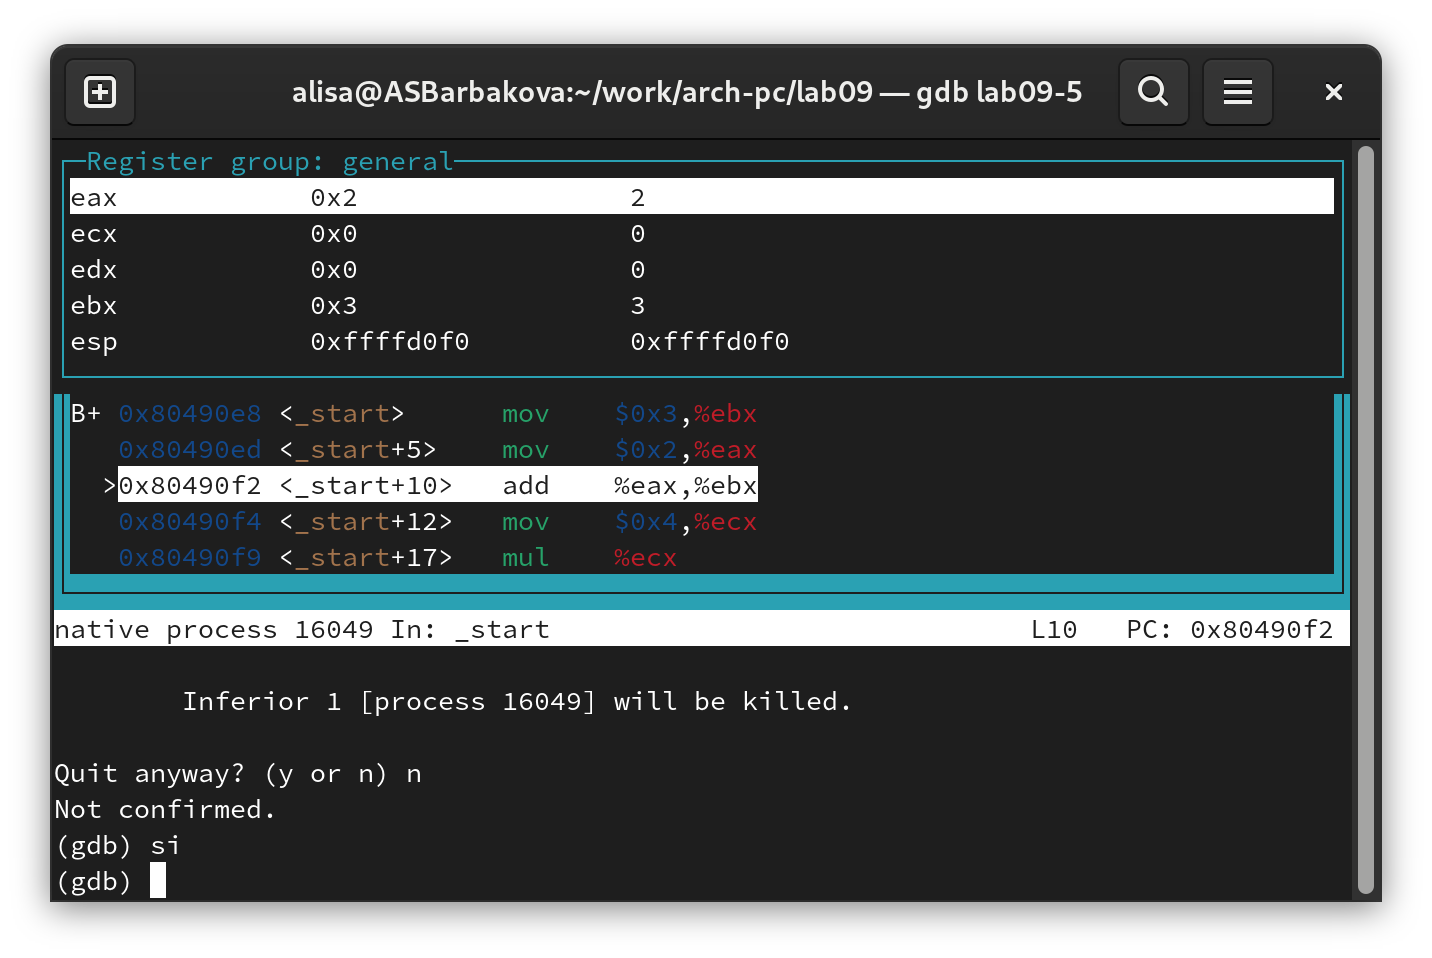 alisa@ASBarbakova:~/work/arch-pc/lab09 — gdb lab09-5
Register group: general
eax 0x2 2
ecx 0x0 0
edx 0x0 0
ebx 0x3 3
esp 0xffffd0f0 0xffffd0f0
B+ 0x80490e8 <_start> mov $0x3,%ebx
0x80490ed <_start+5> mov $0x2,%eax
>0x80490f2 <_start+10> add %eax,%ebx
0x80490f4 <_start+12> mov $0x4,%ecx
0x80490f9 <_start+17> mul %ecx
native process 16049 In: _start L10 PC: 0x80490f2
Inferior 1 [process 16049] will be killed.
Quit anyway? (y or n) n
Not confirmed.
(gdb) si
(gdb)